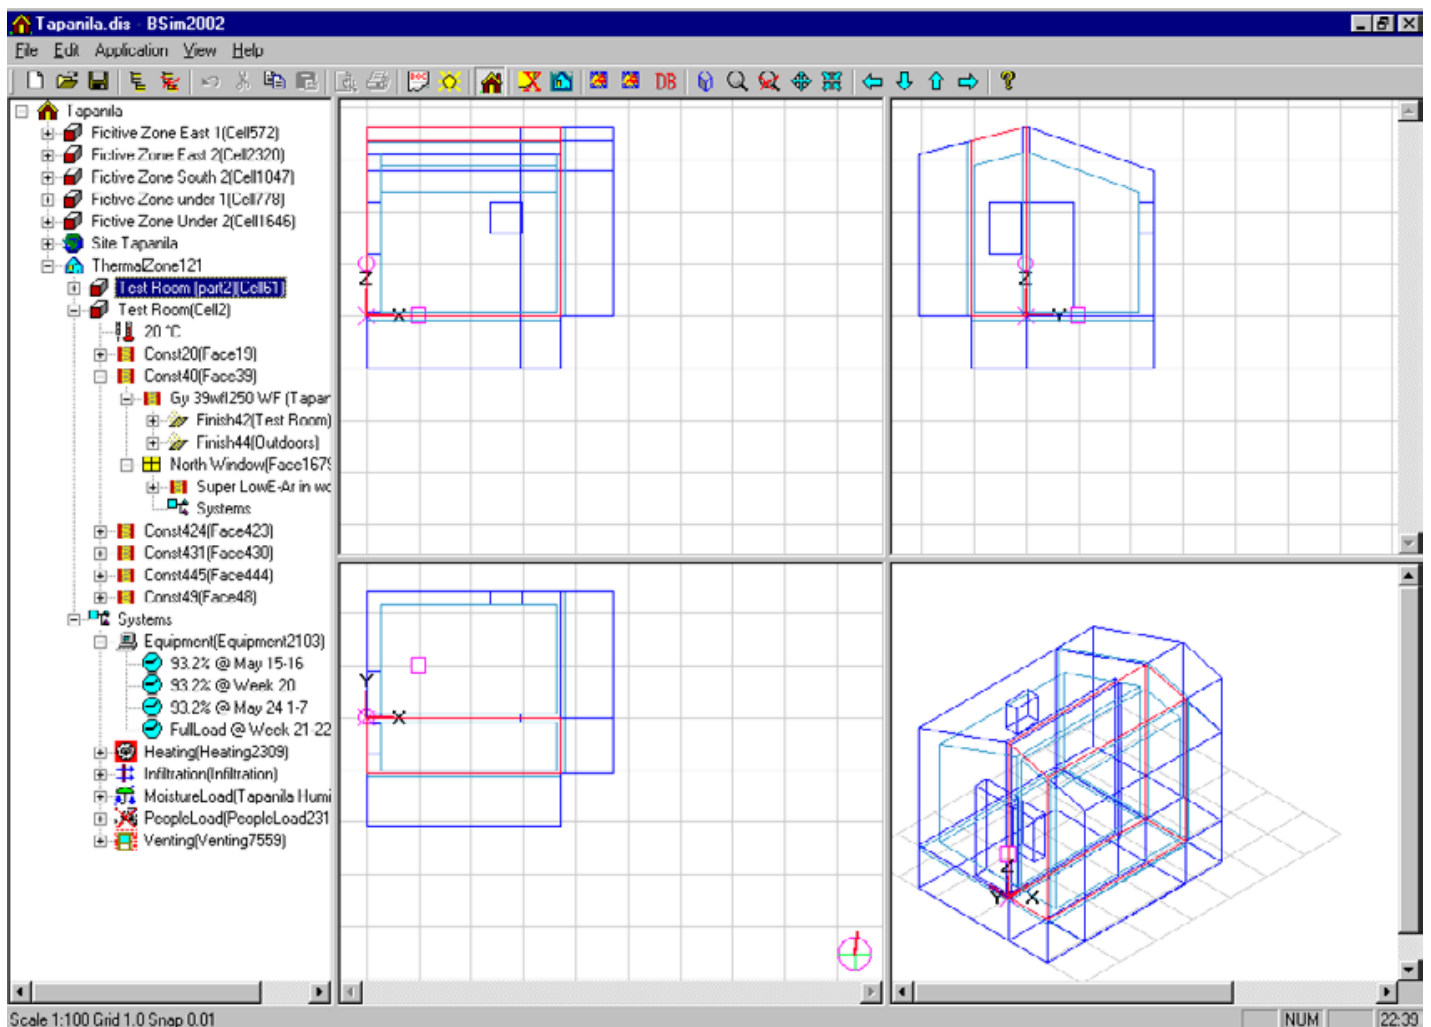 Tapanila.dis - BSim2002
File Edit Application View Help
DB
Tapanila
Ficitive Zone East 1(Cell572)
Fictive Zone East 2(Cell2320)
Fictive Zone South 2(Cell1047)
Fictive Zone under 1(Cell778)
Fictive Zone Under 2(Cell1646)
Site Tapanila
ThermalZone121
Test Room (part2)(Cell61)
Test Room(Cell2)
20 °C
Const20(Face19)
Const40(Face39)
Gy 39wfl250 WF (Tapar
Finish42(Test Room)
Finish44(Outdoors)
North Window(Face1679
Super LowE-Ar in wo
Systems
Const424(Face423)
Const431(Face430)
Const445(Face444)
Const49(Face48)
Systems
Equipment(Equipment2103)
93.2% @ May 15-16
93.2% @ Week 20
93.2% @ May 24 1-7
FullLoad @ Week 21-22
Heating(Heating2309)
Infiltration(Infiltration)
MoistureLoad(Tapanila Humi
PeopleLoad(PeopleLoad231
Venting(Venting7559)
Z
X
Z
Y
Y
X
Z
Y X
Scale 1:100 Grid 1.0 Snap 0.01
NUM
22:39